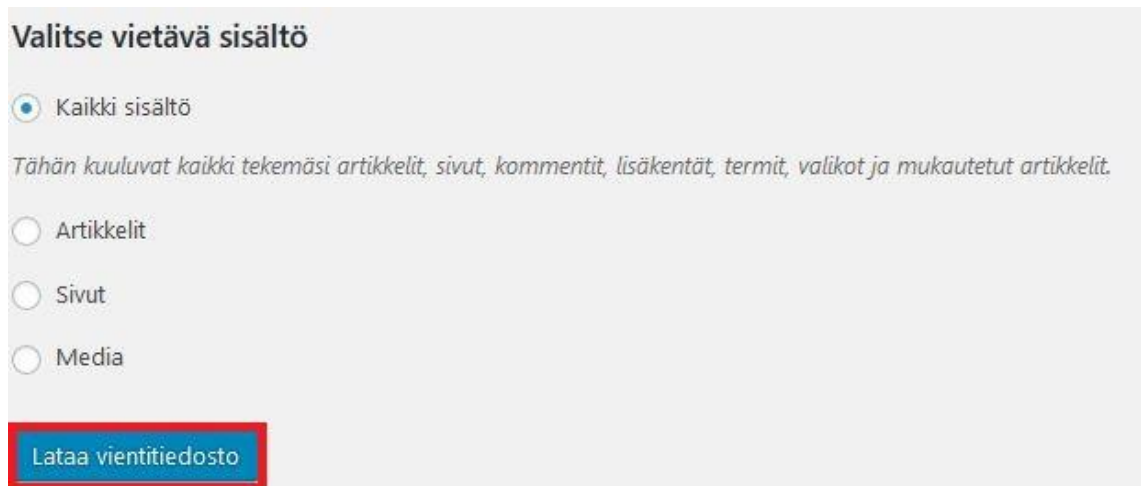 Valitse vietävä sisältö
Kaikki sisältö
Tähän kuuluvat kaikki tekemäsi artikkelit, sivut, kommentit, lisäkentät, termit, valikot ja mukautetut artikkelit.
Artikkelit
Sivut
Media
Lataa vientitiedosto